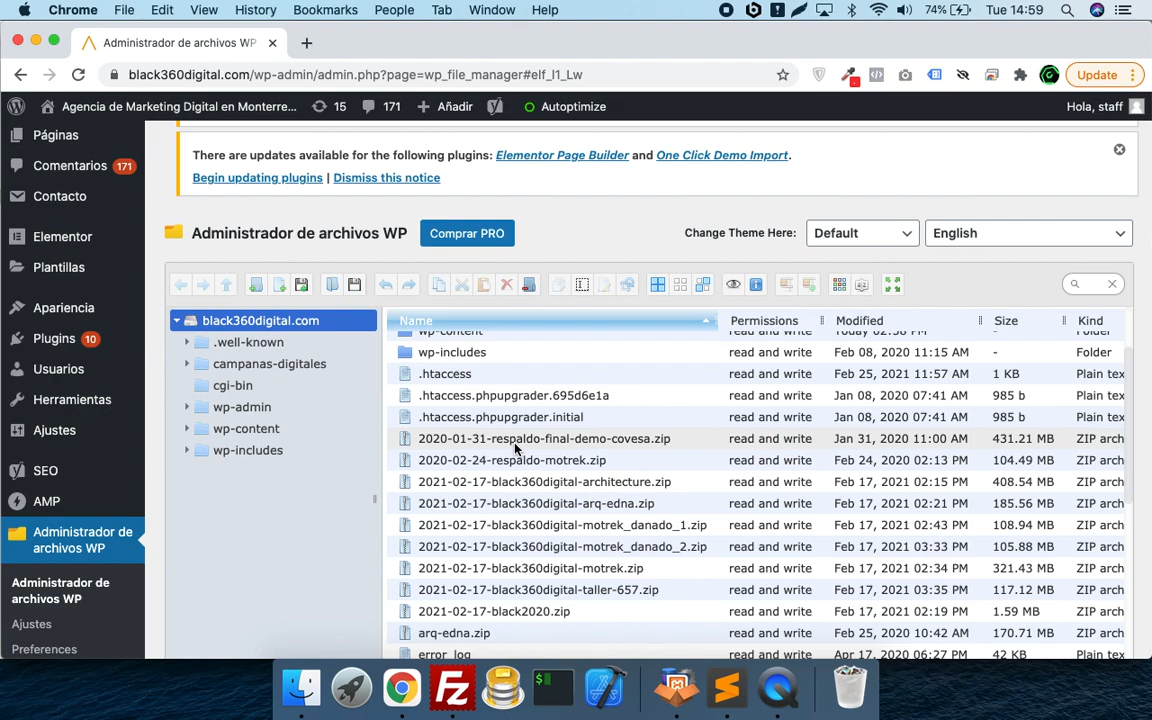 Chrome File Edit View History Bookmarks People Tab Window Help 74% Tue 14:59
Administrador de archivos WP
black360digital.com/wp-admin/admin.php?page=wp_file_manager#elf_l1_Lw Update
Agencia de Marketing Digital en Monterre... 15 171 Añadir Autoptimize Hola, staff
Páginas
Comentarios 171
Contacto
Elementor
Plantillas
Apariencia
Plugins 10
Usuarios
Herramientas
Ajustes
SEO
AMP
Administrador de
archivos WP
Administrador de
archivos WP
Ajustes
Preferences
There are updates available for the following plugins: Elementor Page Builder and One Click Demo Import.
Begin updating plugins | Dismiss this notice
Administrador de archivos WP Comprar PRO Change Theme Here: Default English
black360digital.com
.well-known
campanas-digitales
cgi-bin
wp-admin
wp-content
wp-includes
Name Permissions Modified Size Kind
wp-content read and write Today 02:56 PM - Folder
wp-includes read and write Feb 08, 2020 11:15 AM - Folder
.htaccess read and write Feb 25, 2021 11:57 AM 1 KB Plain tex
.htaccess.phpupgrader.695d6e1a read and write Jan 08, 2020 07:41 AM 985 b Plain tex
.htaccess.phpupgrader.initial read and write Jan 08, 2020 07:41 AM 985 b Plain tex
2020-01-31-respaldo-final-demo-covesa.zip read and write Jan 31, 2020 11:00 AM 431.21 MB ZIP arch
2020-02-24-respaldo-motrek.zip read and write Feb 24, 2020 02:13 PM 104.49 MB ZIP arch
2021-02-17-black360digital-architecture.zip read and write Feb 17, 2021 02:15 PM 408.54 MB ZIP arch
2021-02-17-black360digital-arq-edna.zip read and write Feb 17, 2021 02:21 PM 185.56 MB ZIP arch
2021-02-17-black360digital-motrek_danado_1.zip read and write Feb 17, 2021 02:43 PM 108.94 MB ZIP arch
2021-02-17-black360digital-motrek_danado_2.zip read and write Feb 17, 2021 03:33 PM 105.88 MB ZIP arch
2021-02-17-black360digital-motrek.zip read and write Feb 17, 2021 02:34 PM 321.43 MB ZIP arch
2021-02-17-black360digital-taller-657.zip read and write Feb 17, 2021 03:35 PM 117.12 MB ZIP arch
2021-02-17-black2020.zip read and write Feb 17, 2021 02:19 PM 1.59 MB ZIP arch
arq-edna.zip read and write Feb 25, 2020 10:42 AM 170.71 MB ZIP arch
error_log read and write Apr 17, 2020 06:27 PM 42 KB Plain tex